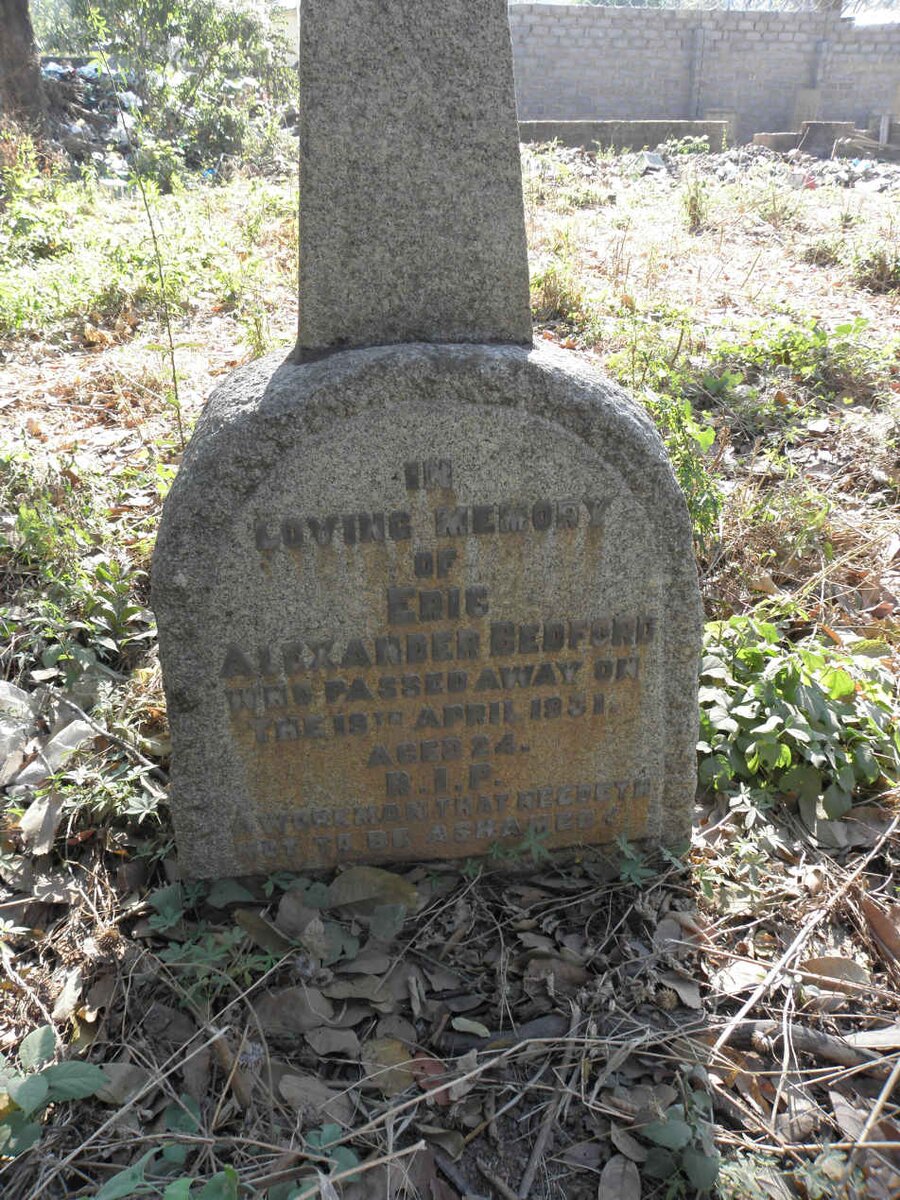 IN
LOVING MEMORY
OF
ERIC
ALEXANDER BEDFORD
WHO PASSED AWAY ON
THE 19TH APRIL 1931.
AGED 24.
R.I.P.
A WORKMAN THAT NEEDETH
NOT TO BE ASHAMED